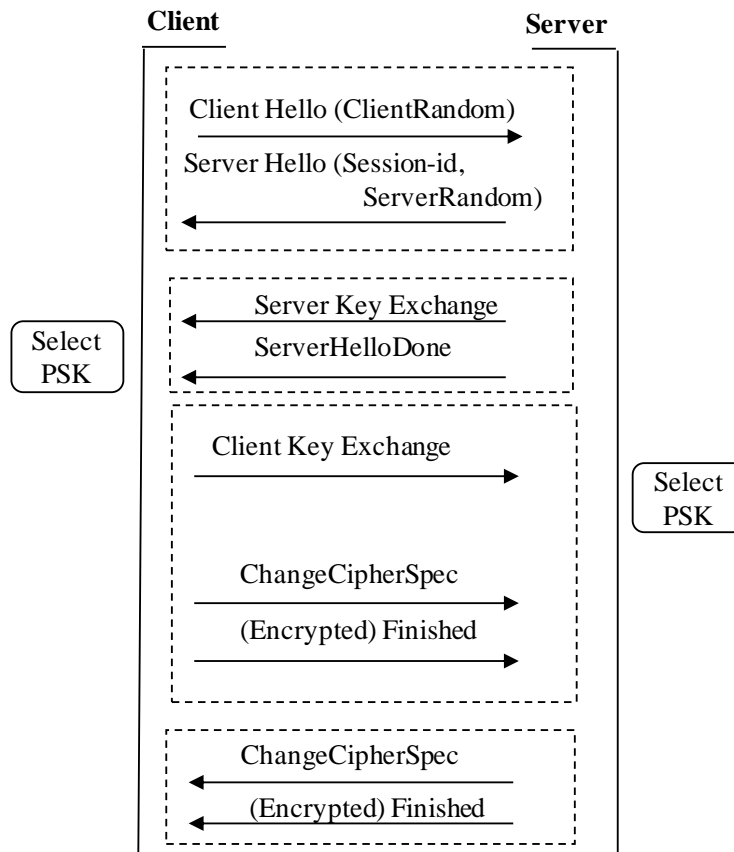 Client
Server
Client Hello (ClientRandom)
Server Hello (Session-id,
ServerRandom)
Server Key Exchange
Select
PSK
ServerHelloDone
Client Key Exchange
Select
PSK
ChangeCipherSpec
(Encrypted) Finished
ChangeCipherSpec
(Encrypted) Finished